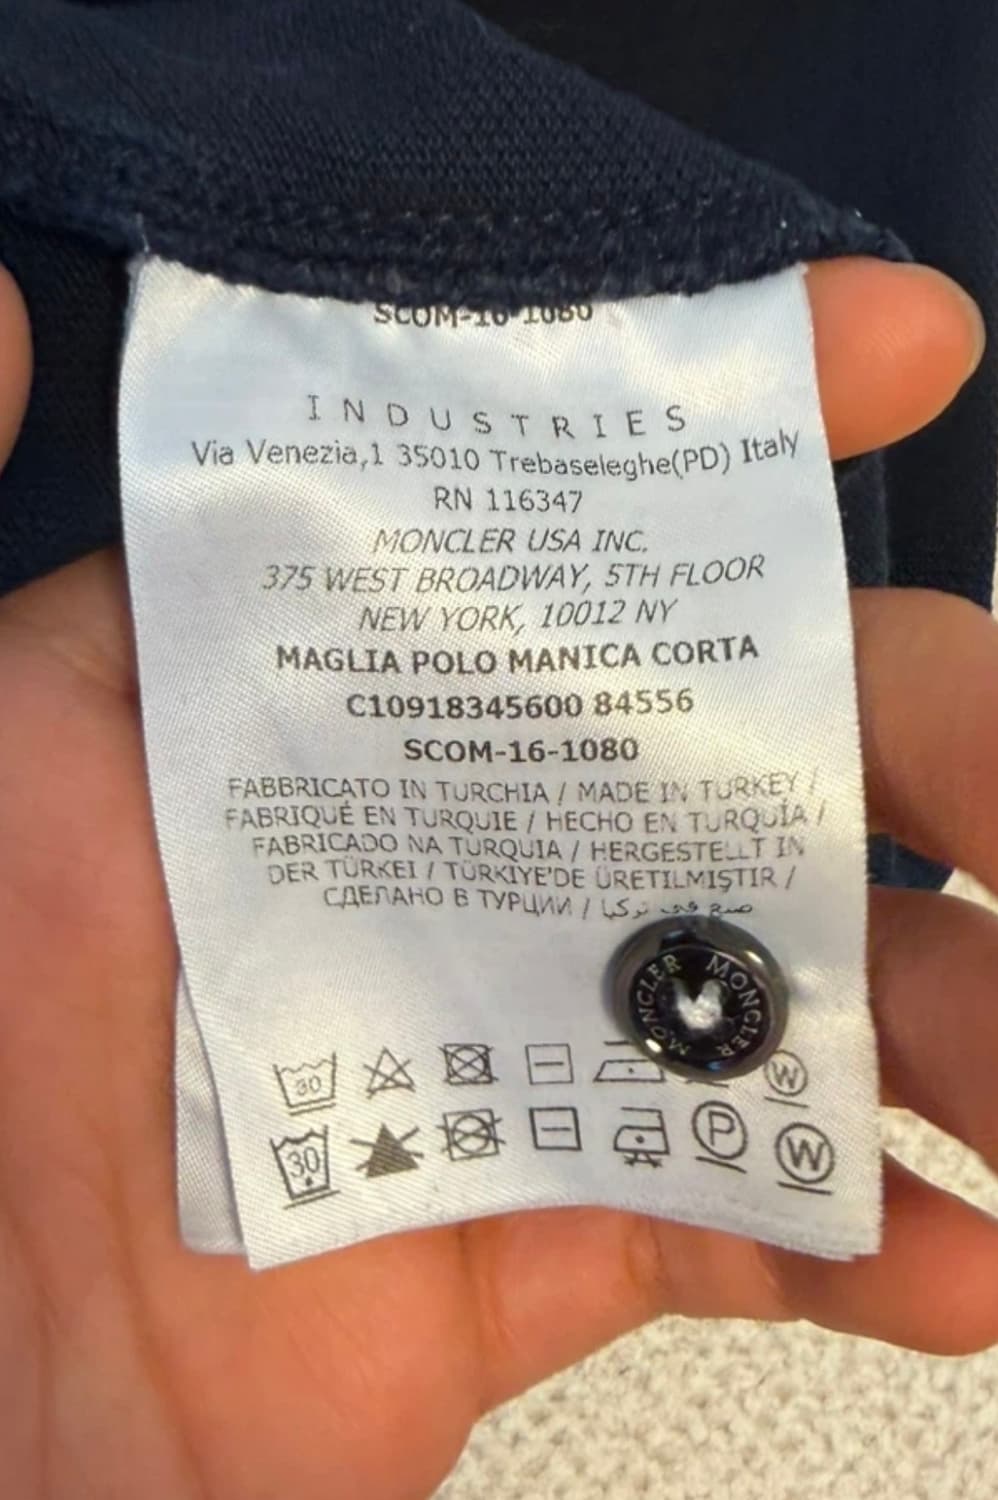 SCOM-16-1080
INDUSTRIES
Via Venezia,1 35010 Trebaseleghe(PD) Italy
RN 116347
MONCLER USA INC.
375 WEST BROADWAY, 5TH FLOOR
NEW YORK, 10012 NY
MAGLIA POLO MANICA CORTA
C10918345600 84556
SCOM-16-1080
FABBRICATO IN TURCHIA / MADE IN TURKEY /
FABRIQUÉ EN TURQUIE / HECHO EN TURQUÍA /
FABRICADO NA TURQUIA / HERGESTELLT IN
DER TÜRKEI / TÜRKIYE'DE ÜRETILMIŞTIR /
СДЕЛАНО В ТУРЦИИ / صنع في تركيا
MONCLER MONCLER
30 W
30 P W